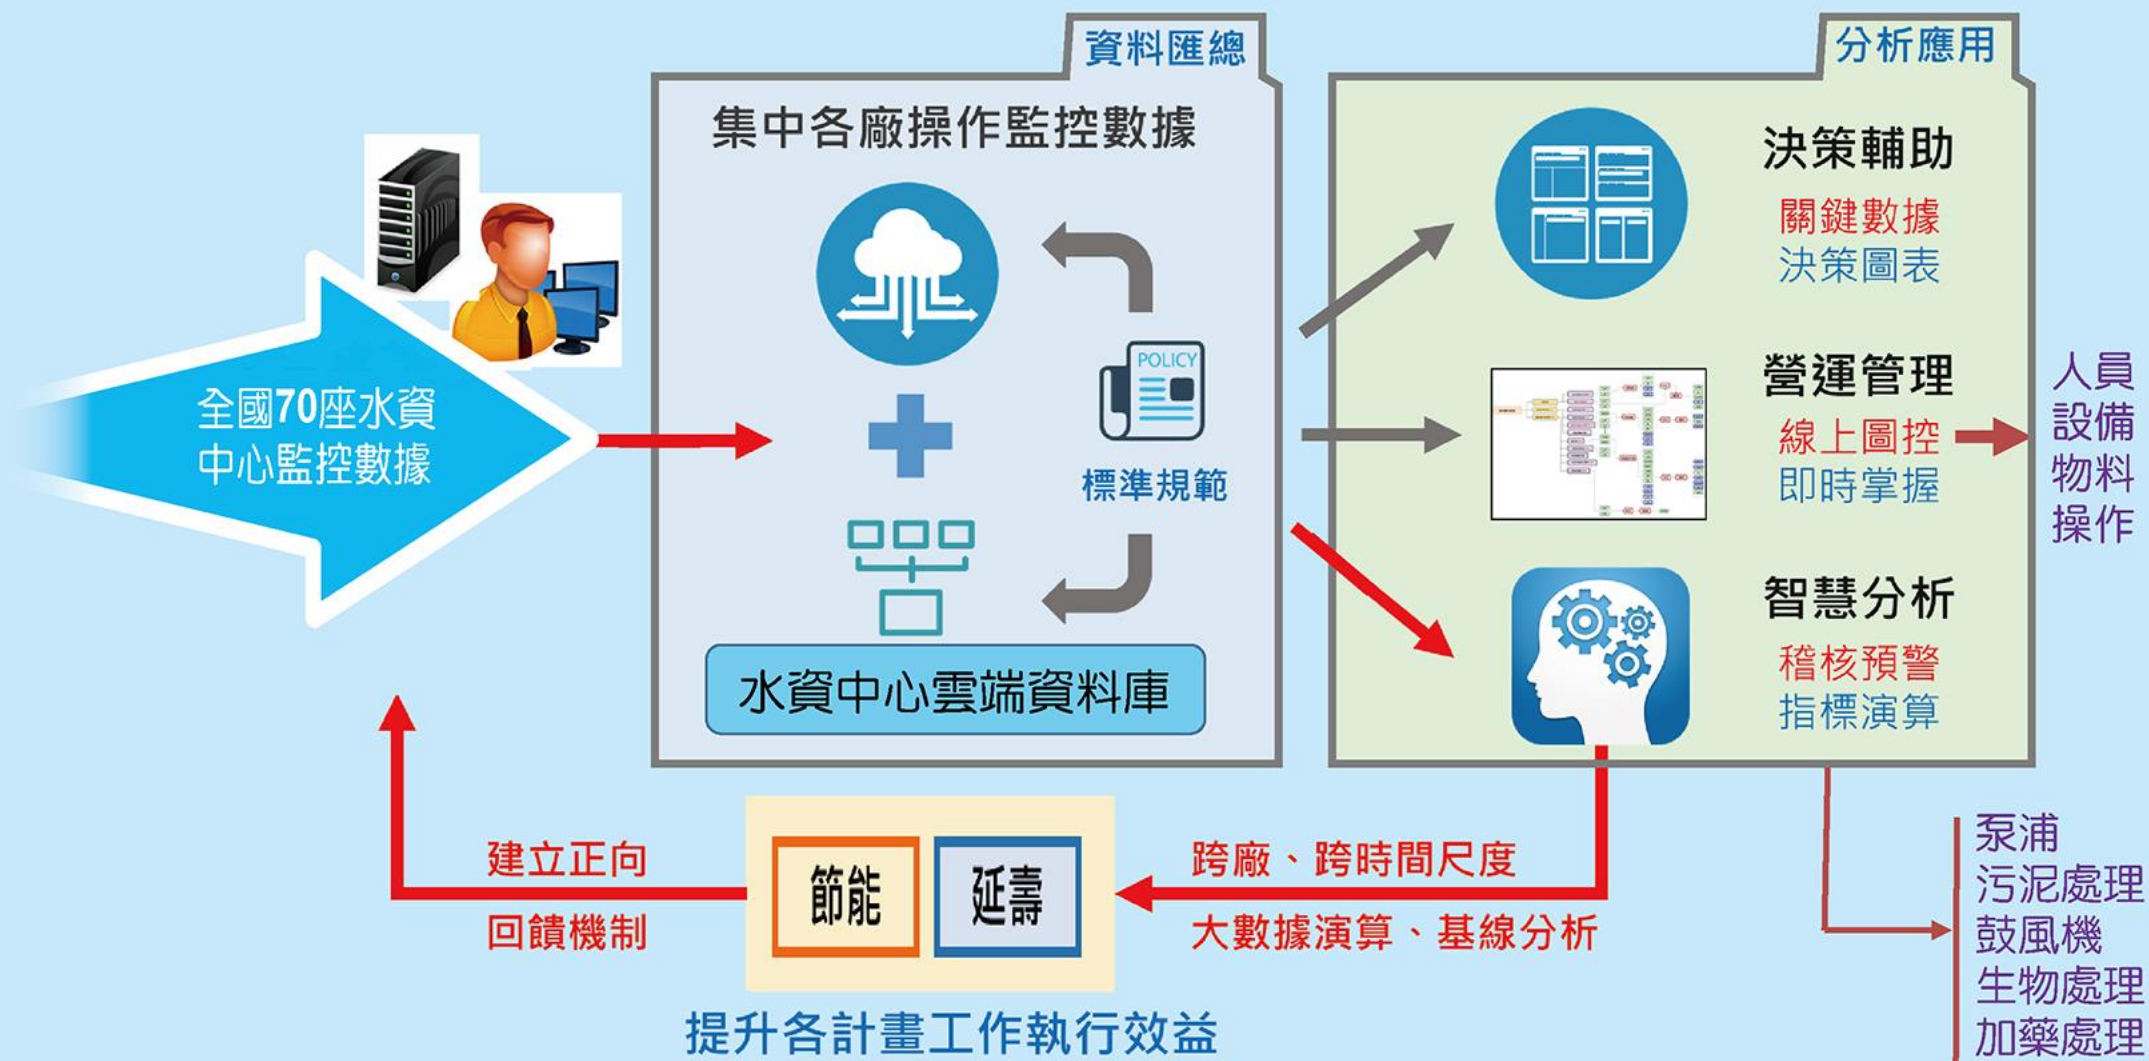 全國70座水資
中心監控數據
資料匯總
集中各廠操作監控數據
POLICY
標準規範
水資中心雲端資料庫
分析應用
決策輔助
關鍵數據
決策圖表
營運管理
線上圖控
即時掌握
智慧分析
稽核預警
指標演算
人員
設備
物料
操作
泵浦
污泥處理
鼓風機
生物處理
加藥處理
跨廠、跨時間尺度
大數據演算、基線分析
節能
延壽
提升各計畫工作執行效益
建立正向
回饋機制